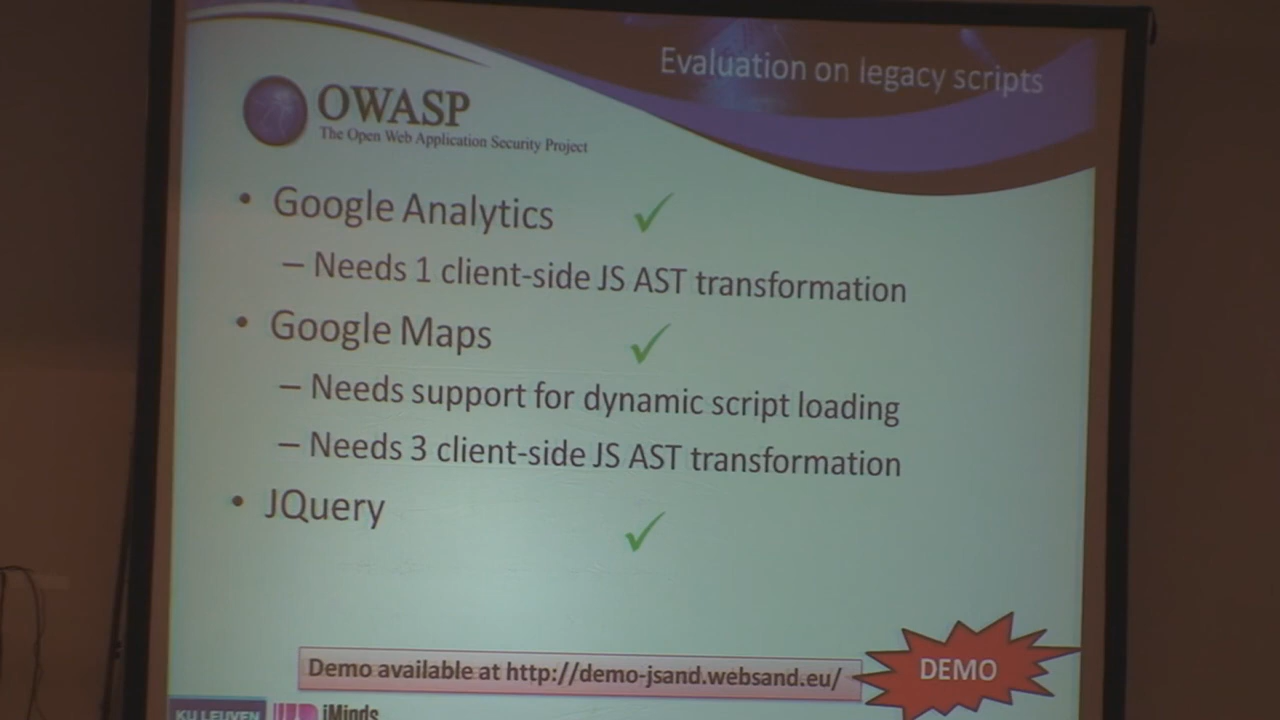 Evaluation on legacy scripts
OWASP
The Open Web Application Security Project
• Google Analytics ✓
– Needs 1 client-side JS AST transformation
• Google Maps ✓
– Needs support for dynamic script loading
– Needs 3 client-side JS AST transformation
• JQuery ✓
Demo available at http://demo-jsand.websand.eu/
DEMO
KU LEUVEN
iMinds